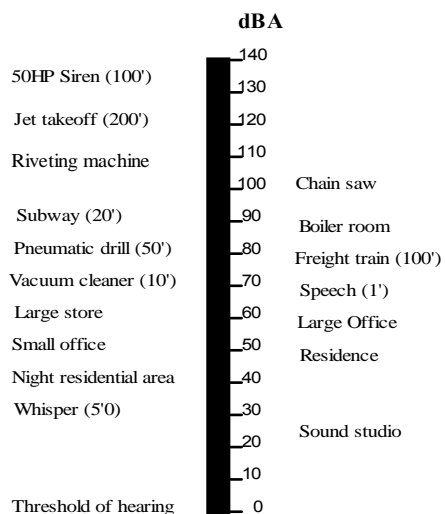 dBA
140
50HP Siren (100')
130
Jet takeoff (200')
120
110
Riveting machine
100
Chain saw
Subway (20')
90
Boiler room
Pneumatic drill (50')
80
Freight train (100')
Vacuum cleaner (10')
70
Speech (1')
Large store
60
Large Office
Small office
50
Residence
Night residential area
40
Whisper (5'0)
30
Sound studio
20
10
Threshold of hearing
0